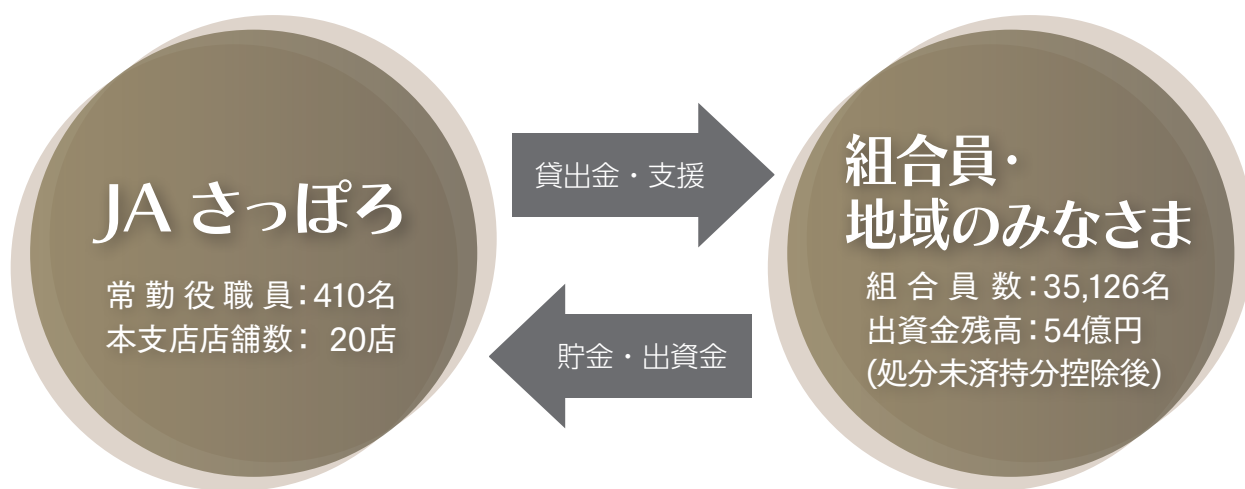 JA さっぽろ
常勤役職員：410名
本支店店舗数： 20店
貸出金・支援
貯金・出資金
組合員・
地域のみなさま
組合員数：35,126名
出資金残高：54億円
(処分未済持分控除後)